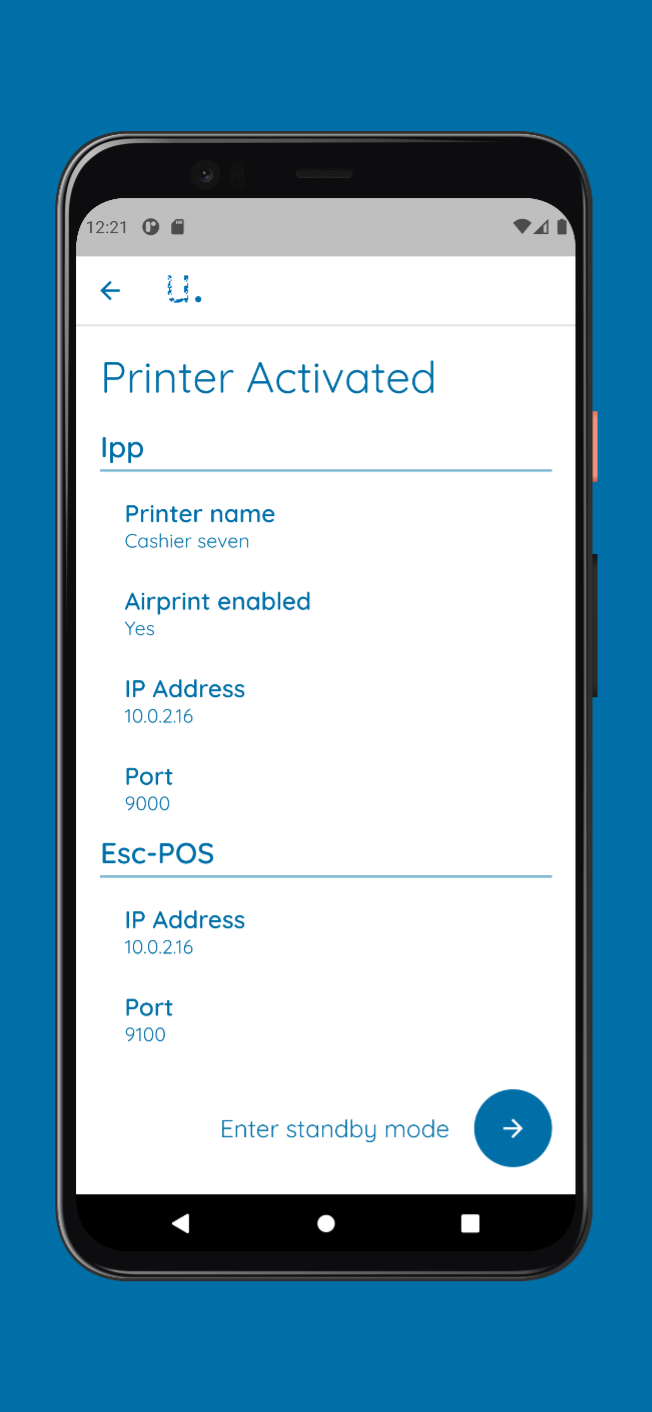 12:21
u.
Printer Activated
Ipp
Printer name
Cashier seven
Airprint enabled
Yes
IP Address
10.0.2.16
Port
9000
Esc-POS
IP Address
10.0.2.16
Port
9100
Enter standby mode